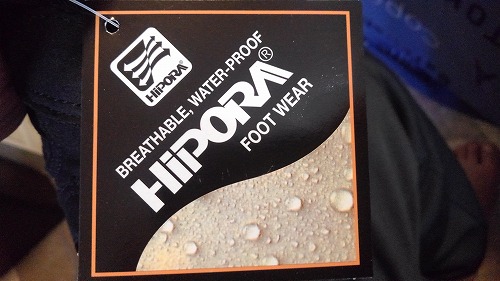 HiPORA
BREATHABLE, WATER-PROOF
HiPORA®
FOOT WEAR